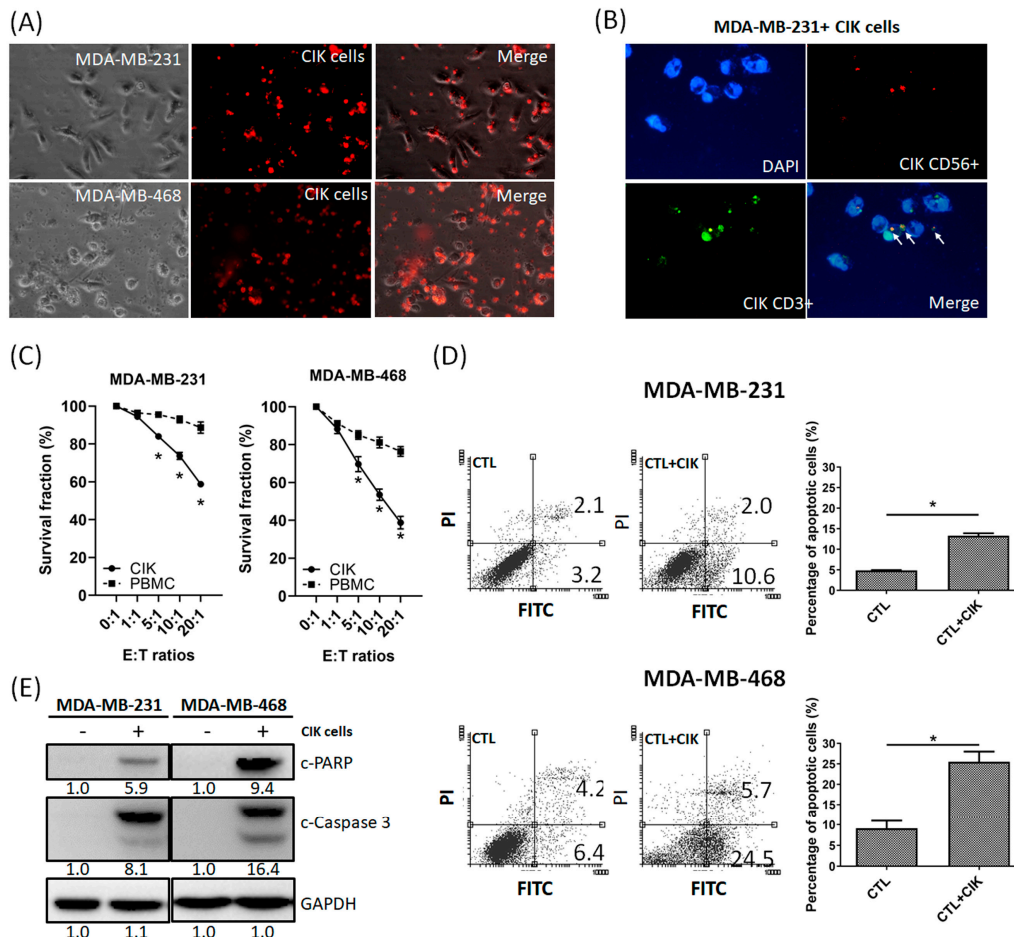 (A)
MDA-MB-231
CIK cells
Merge
MDA-MB-468
CIK cells
Merge
(B)
MDA-MB-231+ CIK cells
DAPI
CIK CD56+
CIK CD3+
Merge
(C)
MDA-MB-231
Survival fraction (%)
100
80
60
40
20
0
*
*
*
CIK
PBMC
0:1
1:1
5:1
10:1
20:1
E:T ratios
MDA-MB-468
Survival fraction (%)
100
80
60
40
20
0
*
*
*
CIK
PBMC
0:1
1:1
5:1
10:1
20:1
E:T ratios
(D)
MDA-MB-231
CTL
2.1
3.2
PI
FITC
1000
CTL+CIK
2.0
10.6
PI
FITC
1000
Percentage of apoptotic cells (%)
30
25
20
15
10
5
0
*
CTL
CTL+CIK
MDA-MB-468
CTL
4.2
6.4
PI
FITC
1000
CTL+CIK
5.7
24.5
PI
FITC
1000
Percentage of apoptotic cells (%)
30
25
20
15
10
5
0
*
CTL
CTL+CIK
(E)
MDA-MB-231 MDA-MB-468
- + - + CIK cells
c-PARP
1.0 5.9 1.0 9.4
c-Caspase 3
1.0 8.1 1.0 16.4
GAPDH
1.0 1.1 1.0 1.0